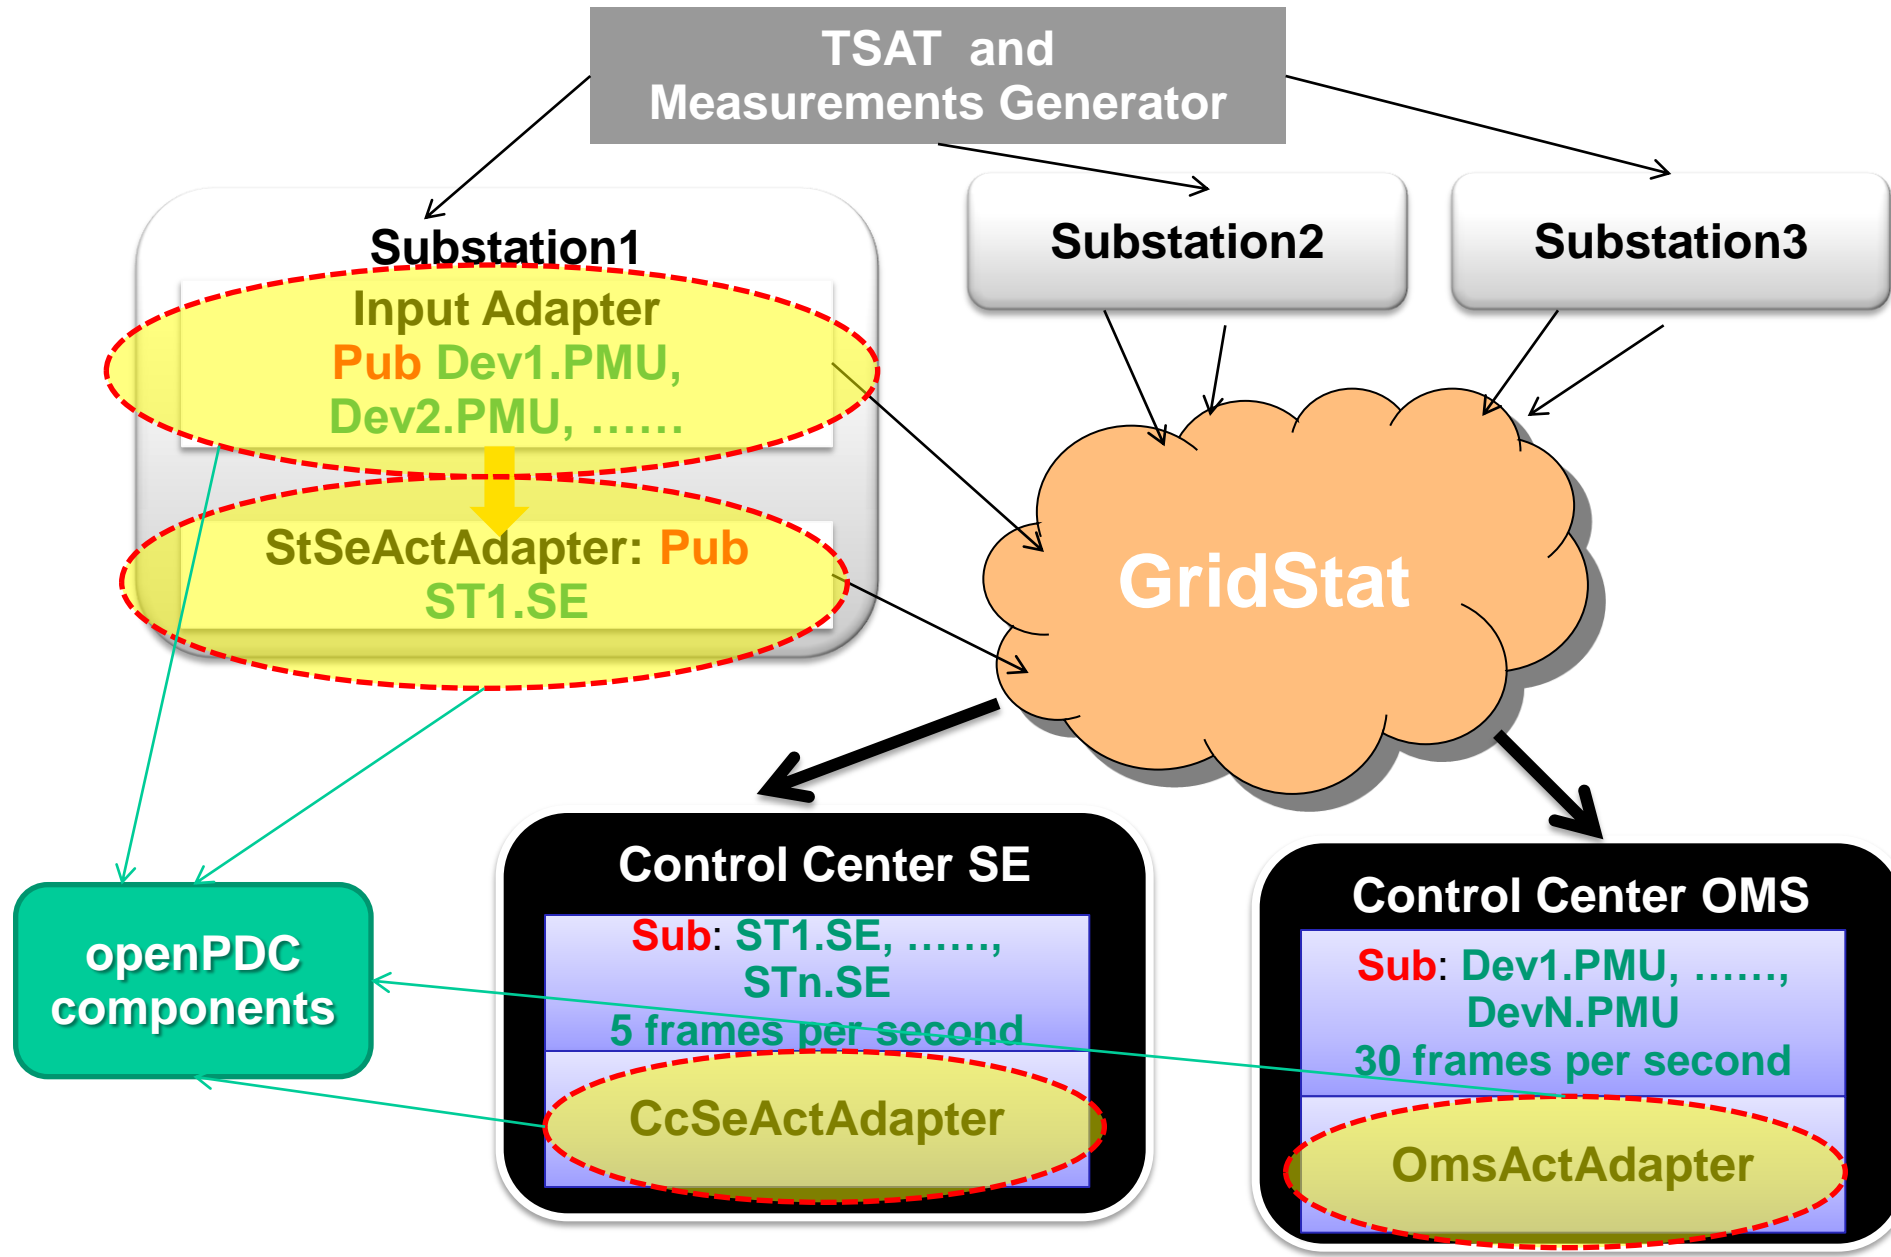 TSAT and
Measurements Generator
Substation1
Substation2
Substation3
Input Adapter
Pub Dev1.PMU,
Dev2.PMU, ……
StSeActAdapter: Pub
ST1.SE
GridStat
Control Center SE
Sub: ST1.SE, ……,
STn.SE
5 frames per second
CcSeActAdapter
Control Center OMS
Sub: Dev1.PMU, ……,
DevN.PMU
30 frames per second
OmsActAdapter
openPDC
components